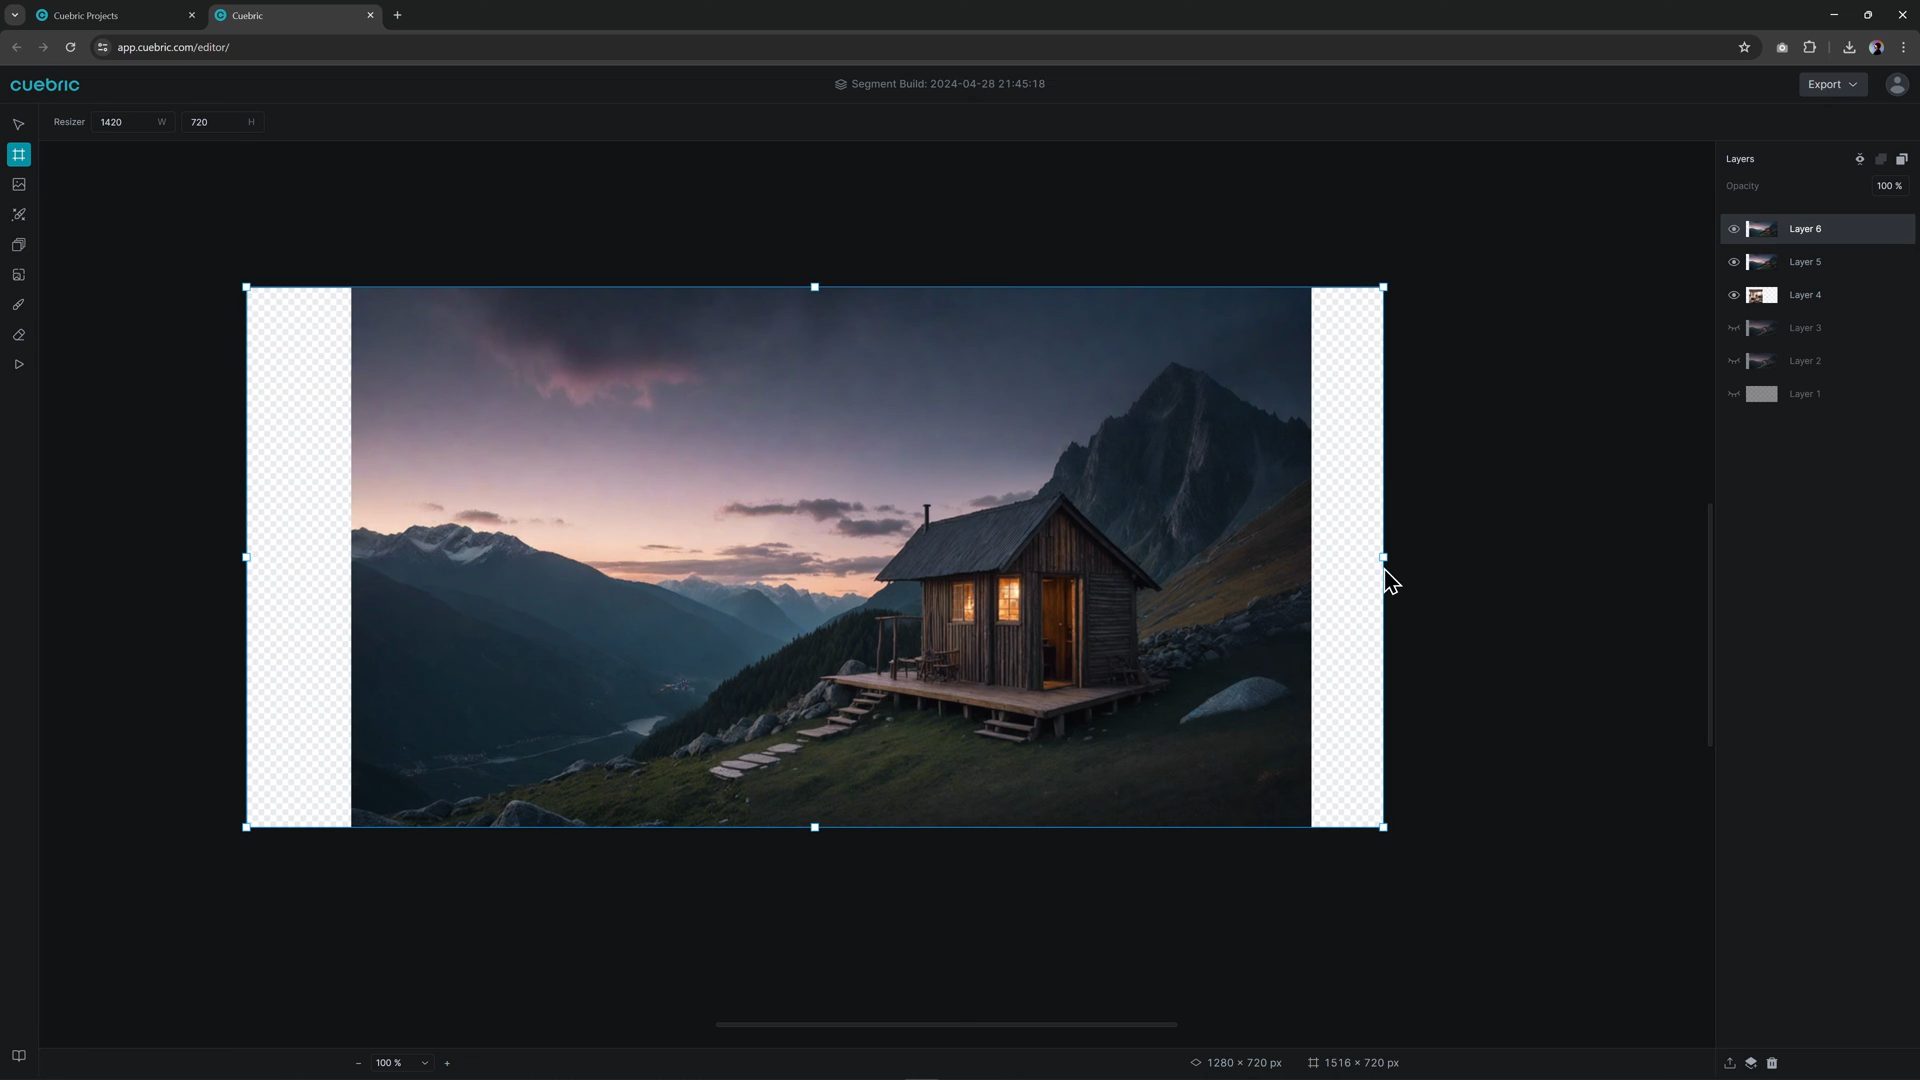 Cuebric Projects
Cuebric
app.cuebric.com/editor/
cuebric
Segment Build: 2024-04-28 21:45:18
Export
Resizer 1420 W 720 H
Layers
Opacity 100 %
Layer 6
Layer 5
Layer 4
Layer 3
Layer 2
Layer 1
100 %
1280 × 720 px
1516 × 720 px